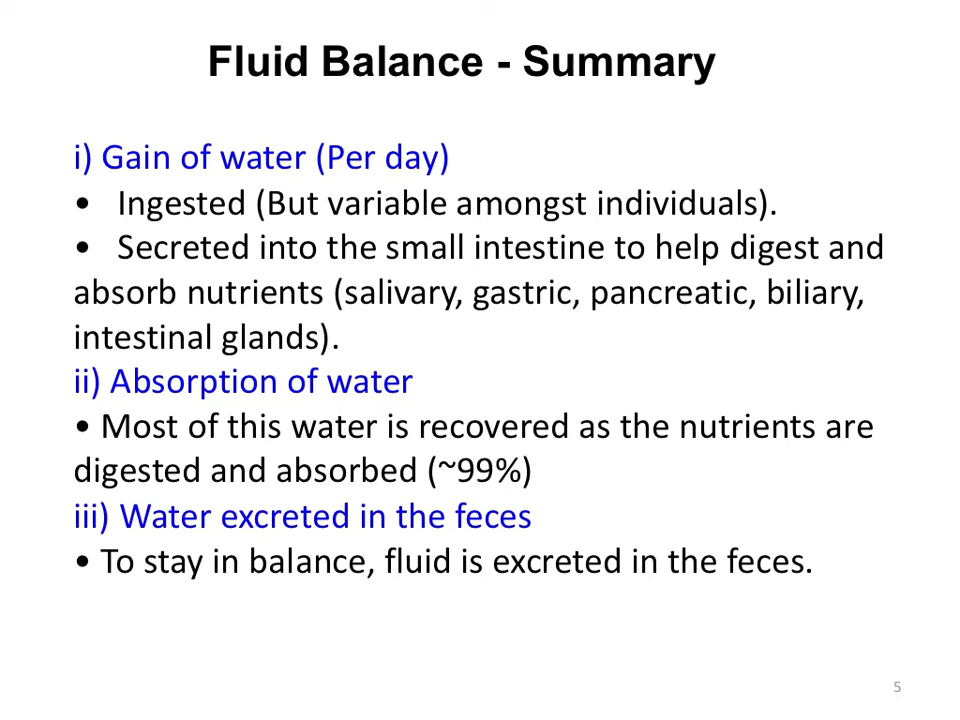 Fluid Balance - Summary
i) Gain of water (Per day)
• Ingested (But variable amongst individuals).
• Secreted into the small intestine to help digest and
absorb nutrients (salivary, gastric, pancreatic, biliary,
intestinal glands).
ii) Absorption of water
• Most of this water is recovered as the nutrients are
digested and absorbed (~99%)
iii) Water excreted in the feces
• To stay in balance, fluid is excreted in the feces.
5